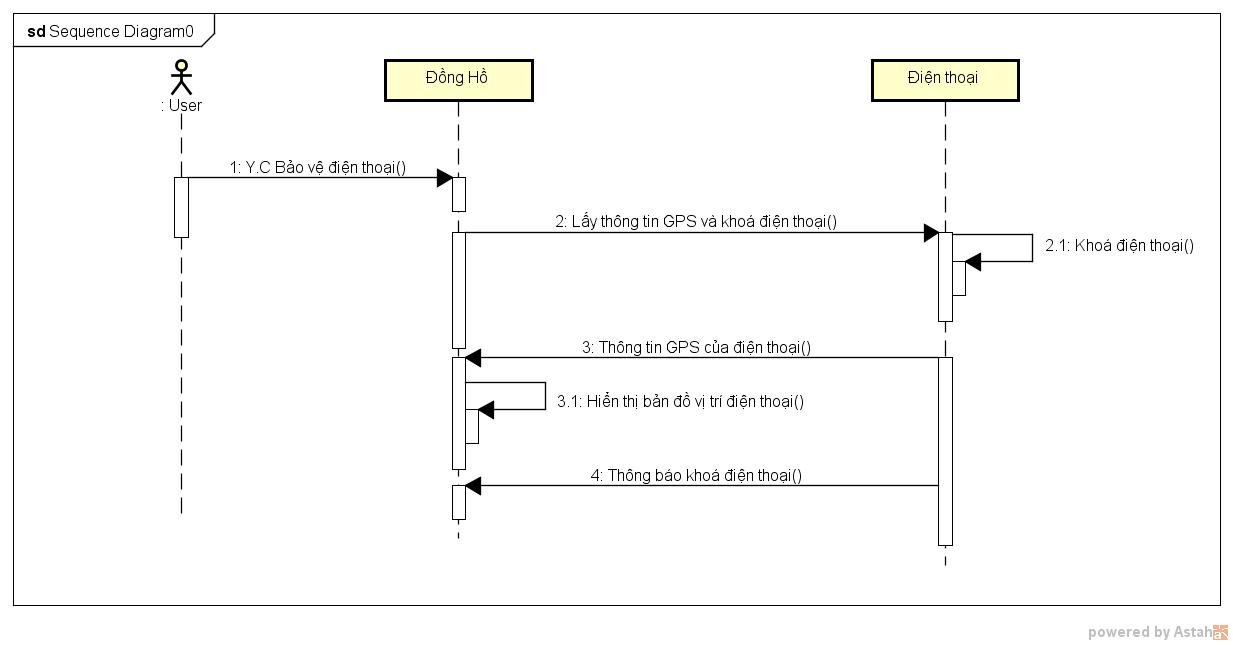 sd Sequence Diagram0
: User
Đồng Hồ
Điện thoại
1: Y.C Bảo vệ điện thoại()
2: Lấy thông tin GPS và khoá điện thoại()
2.1: Khoá điện thoại()
3: Thông tin GPS của điện thoại()
3.1: Hiển thị bản đồ vị trí điện thoại()
4: Thông báo khoá điện thoại()
powered by Astah